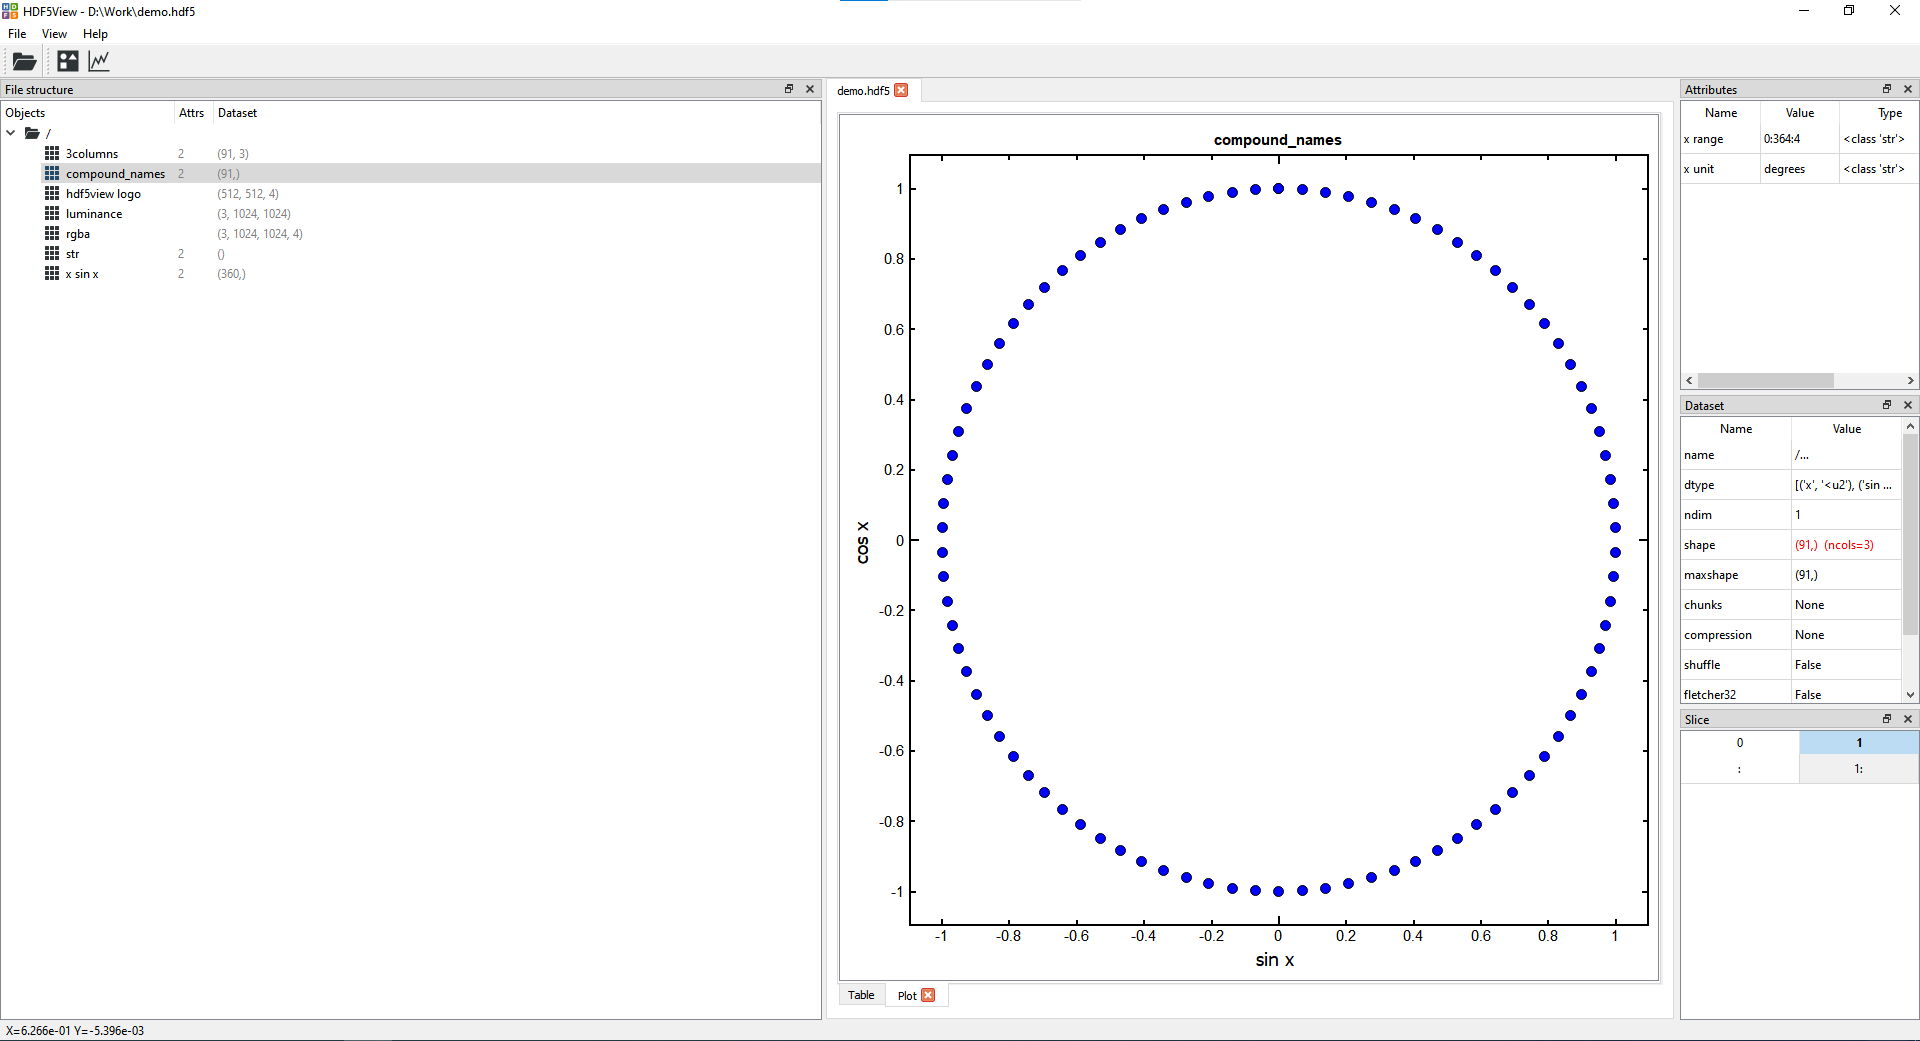 HDF5View - D:\Work\demo.hdf5
File View Help
File structure
Objects Attrs Dataset
/
3columns 2 (91, 3)
compound_names 2 (91,)
hdf5view logo (512, 512, 4)
luminance (3, 1024, 1024)
rgba (3, 1024, 1024, 4)
str 2 ()
x sin x 2 (360,)
demo.hdf5
compound_names
1
0.8
0.6
0.4
0.2
0
-0.2
-0.4
-0.6
-0.8
-1
cos x
-1 -0.8 -0.6 -0.4 -0.2 0 0.2 0.4 0.6 0.8 1
sin x
Table Plot
Attributes
Name Value Type
x range 0:364:4 <class 'str'>
x unit degrees <class 'str'>
Dataset
Name Value
name /...
dtype [('x', '<u2'), ('sin ...
ndim 1
shape (91,) (ncols=3)
maxshape (91,)
chunks None
compression None
shuffle False
fletcher32 False
Slice
0 1
: 1:
X=6.266e-01 Y=-5.396e-03